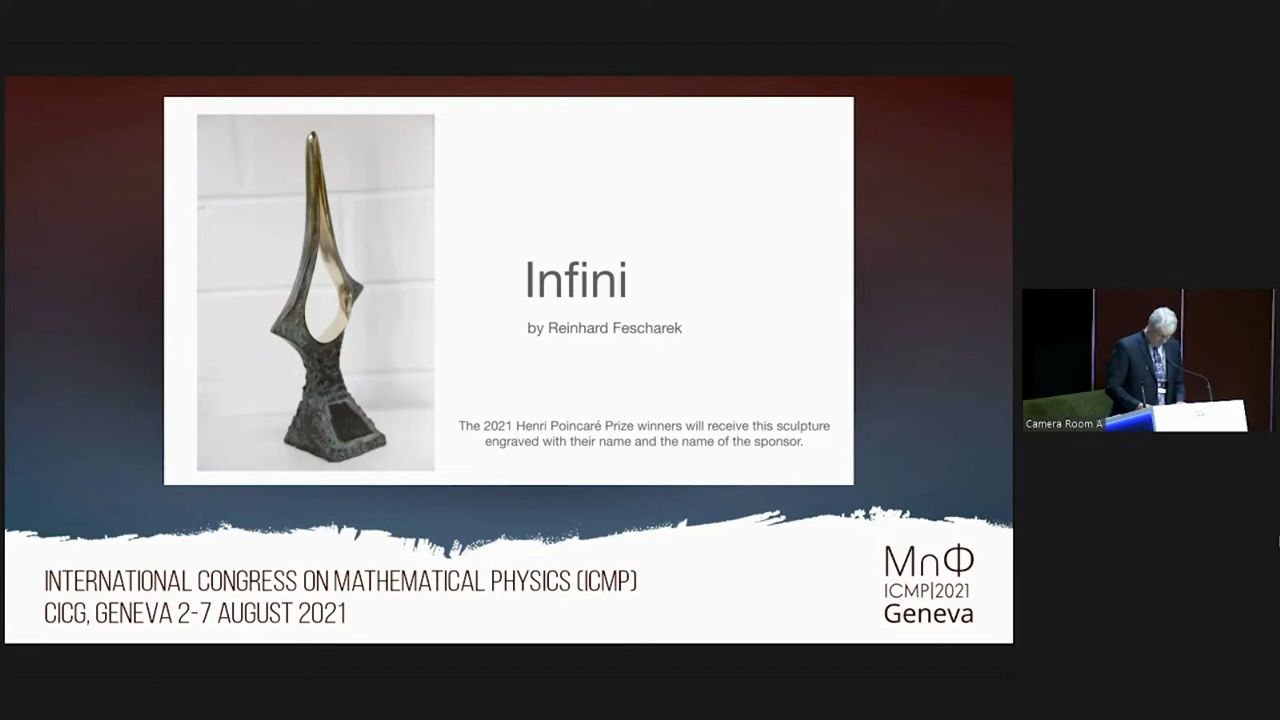 Infini
by Reinhard Fescharek
The 2021 Henri Poincaré Prize winners will receive this sculpture
engraved with their name and the name of the sponsor.
Camera Room A
INTERNATIONAL CONGRESS ON MATHEMATICAL PHYSICS (ICMP)
CICG, GENEVA 2-7 AUGUST 2021
M∩Φ
ICMP|2021
Geneva